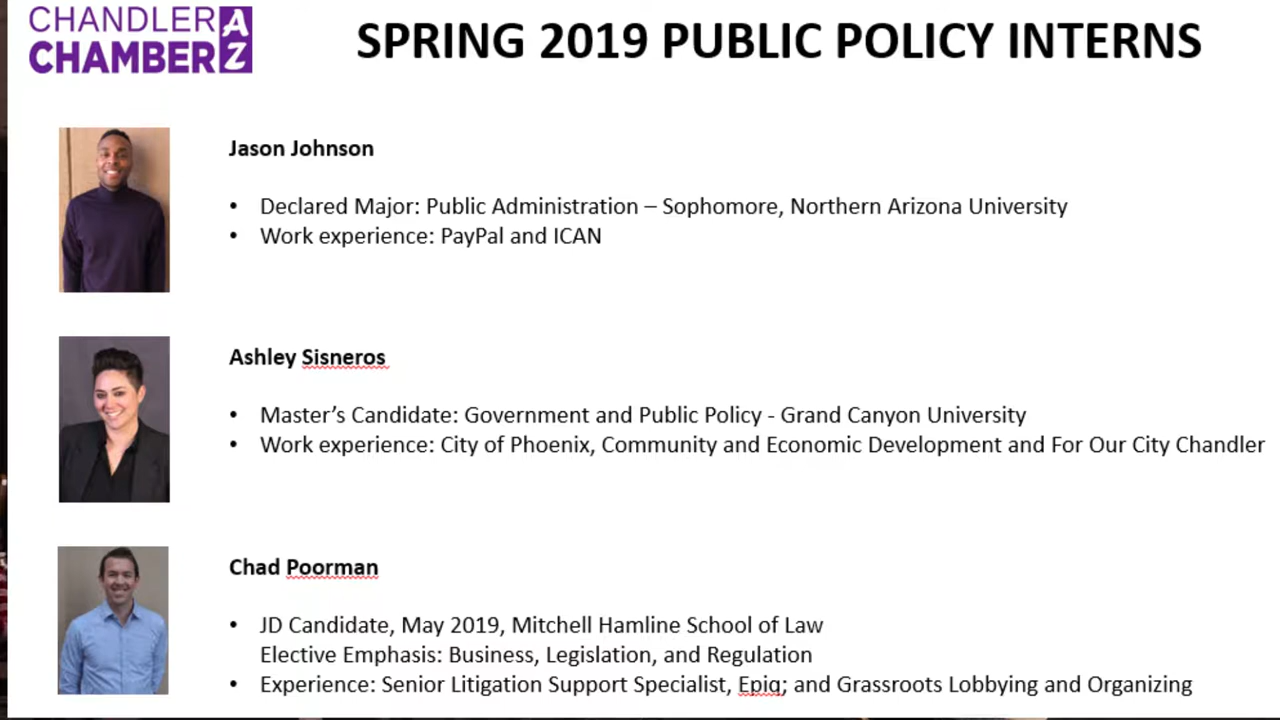 CHANDLER AZ
CHAMBER
SPRING 2019 PUBLIC POLICY INTERNS
Jason Johnson
• Declared Major: Public Administration – Sophomore, Northern Arizona University
• Work experience: PayPal and ICAN
Ashley Sisneros
• Master's Candidate: Government and Public Policy - Grand Canyon University
• Work experience: City of Phoenix, Community and Economic Development and For Our City Chandler
Chad Poorman
• JD Candidate, May 2019, Mitchell Hamline School of Law
Elective Emphasis: Business, Legislation, and Regulation
• Experience: Senior Litigation Support Specialist, Epiq; and Grassroots Lobbying and Organizing